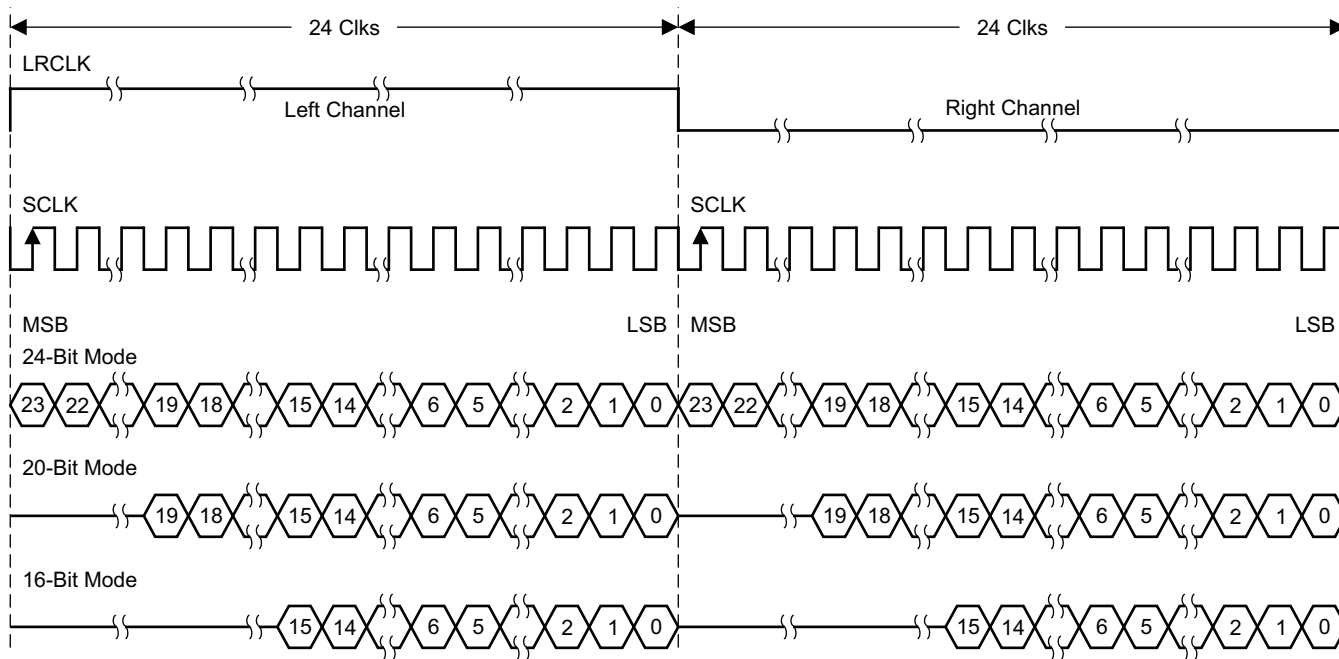 24 Clks 24 Clks
LRCLK
Left Channel Right Channel
SCLK SCLK
MSB LSB MSB LSB
24-Bit Mode
23 22 19 18 15 14 6 5 2 1 0 23 22 19 18 15 14 6 5 2 1 0
20-Bit Mode
19 18 15 14 6 5 2 1 0 19 18 15 14 6 5 2 1 0
16-Bit Mode
15 14 6 5 2 1 0 15 14 6 5 2 1 0